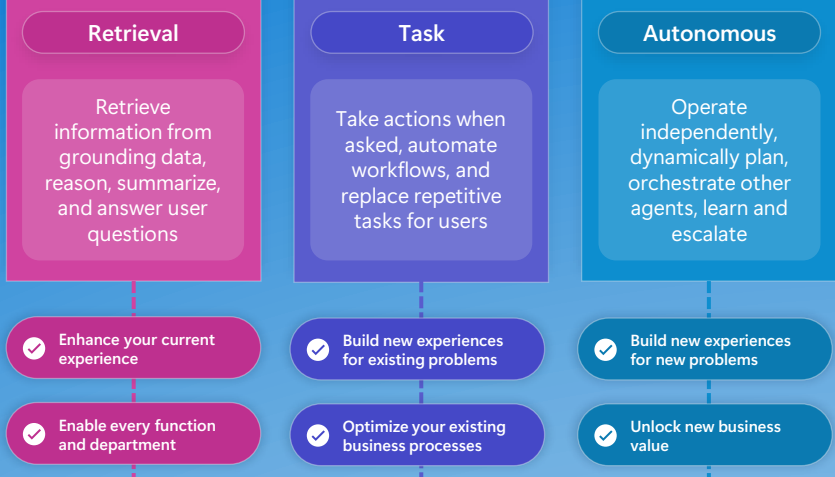 Retrieval
Retrieve
information from
grounding data,
reason, summarize,
and answer user
questions
Enhance your current
experience
Enable every function
and department
Task
Take actions when
asked, automate
workflows, and
replace repetitive
tasks for users
Build new experiences
for existing problems
Optimize your existing
business processes
Autonomous
Operate
independently,
dynamically plan,
orchestrate other
agents, learn and
escalate
Build new experiences
for new problems
Unlock new business
value